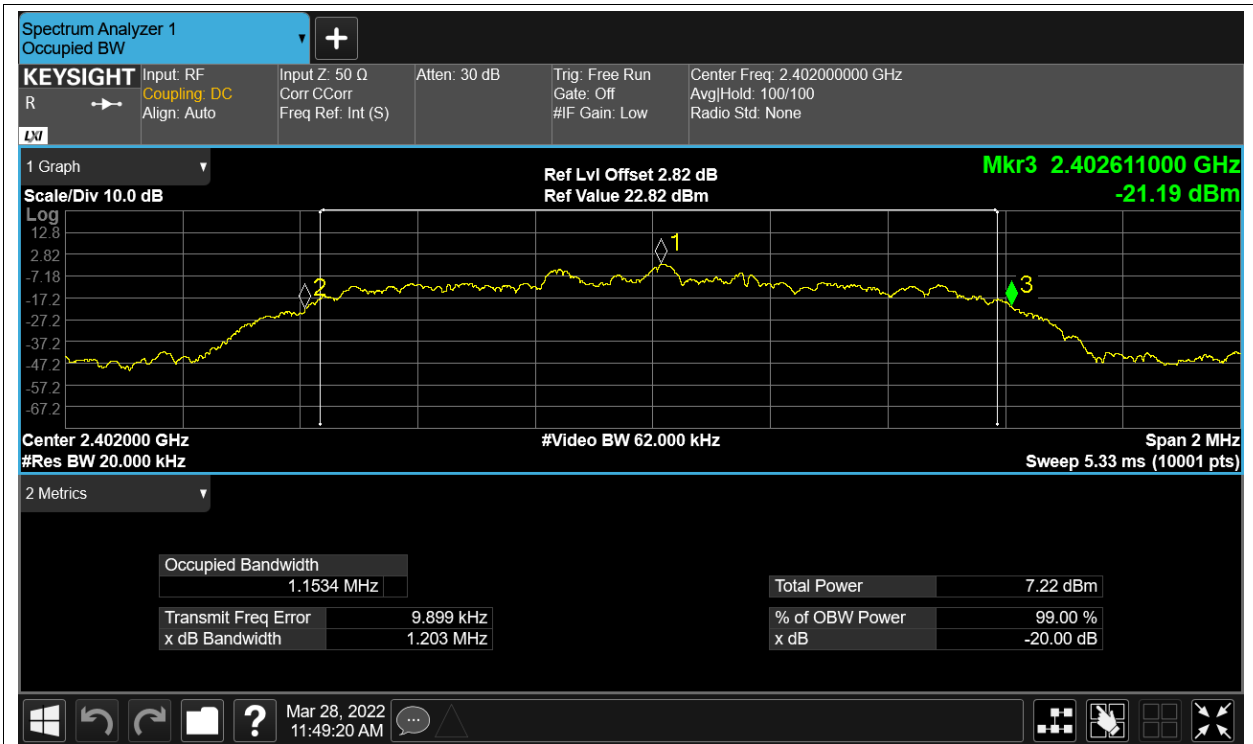 Spectrum Analyzer 1
Occupied BW
KEYSIGHT
R
LXI
Input: RF
Coupling: DC
Align: Auto
Input Z: 50 Ω
Corr CCorr
Freq Ref: Int (S)
Atten: 30 dB
Trig: Free Run
Gate: Off
#IF Gain: Low
Center Freq: 2.402000000 GHz
Avg|Hold: 100/100
Radio Std: None
1 Graph
Scale/Div 10.0 dB
Ref Lvl Offset 2.82 dB
Ref Value 22.82 dBm
Mkr3 2.402611000 GHz
-21.19 dBm
Log
12.8
2.82
-7.18
-17.2
-27.2
-37.2
-47.2
-57.2
-67.2
1
2
3
Center 2.402000 GHz
#Video BW 62.000 kHz
Span 2 MHz
#Res BW 20.000 kHz
Sweep 5.33 ms (10001 pts)
2 Metrics
Occupied Bandwidth
1.1534 MHz
Total Power 7.22 dBm
Transmit Freq Error 9.899 kHz
% of OBW Power 99.00 %
x dB Bandwidth 1.203 MHz
x dB -20.00 dB
Mar 28, 2022
11:49:20 AM